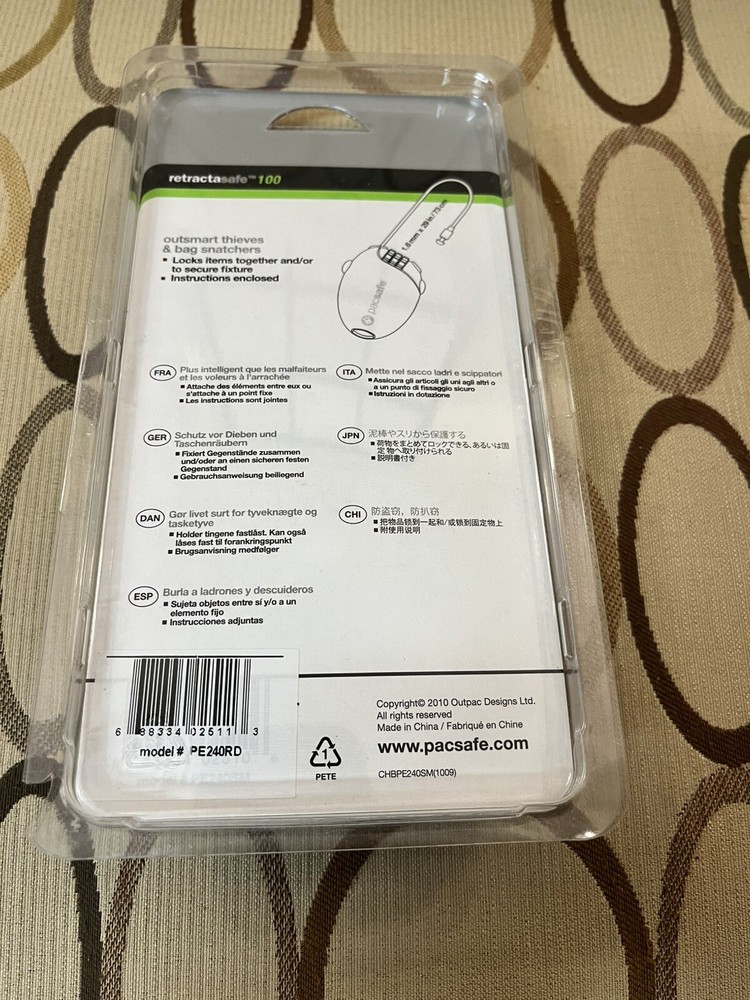 retractasafe™ 100
1.6mm x 29 in/73 cm
pacsafe
outsmart thieves
& bag snatchers
▪ Locks items together and/or
to secure fixture
▪ Instructions enclosed
FRA Plus intelligent que les malfaiteurs
et les voleurs à l'arrachée
▪ Attache des éléments entre eux ou
s'attache à un point fixe
▪ Les instructions sont jointes
ITA Mette nel sacco ladri e scippatori
▪ Assicura gli articoli gli uni agli altri o
a un punto di fissaggio sicuro
▪ Istruzioni in dotazione
GER Schutz vor Dieben und
Taschenräubern
▪ Fixiert Gegenstände zusammen
und/oder an einen sicheren festen
Gegenstand
▪ Gebrauchsanweisung beiliegend
JPN 泥棒やスリから保護する
▪ 荷物をまとめてロックできる、あるいは固
定物へ取り付けられる
▪ 説明書付き
DAN Gør livet surt for tyveknægte og
tasketyve
▪ Holder tingene fastlåst. Kan også
låses fast til forankringspunkt
▪ Brugsanvisning medfølger
CHI 防盗窃，防扒窃
▪ 把物品锁到一起和/或锁到固定物上
▪ 附使用说明
ESP Burla a ladrones y descuideros
▪ Sujeta objetos entre sí y/o a un
elemento fijo
▪ Instrucciones adjuntas
6 88334 02511 3
model # PE240RD
1
PETE
Copyright© 2010 Outpac Designs Ltd.
All rights reserved
Made in China / Fabriqué en Chine
www.pacsafe.com
CHBPE240SM(1009)